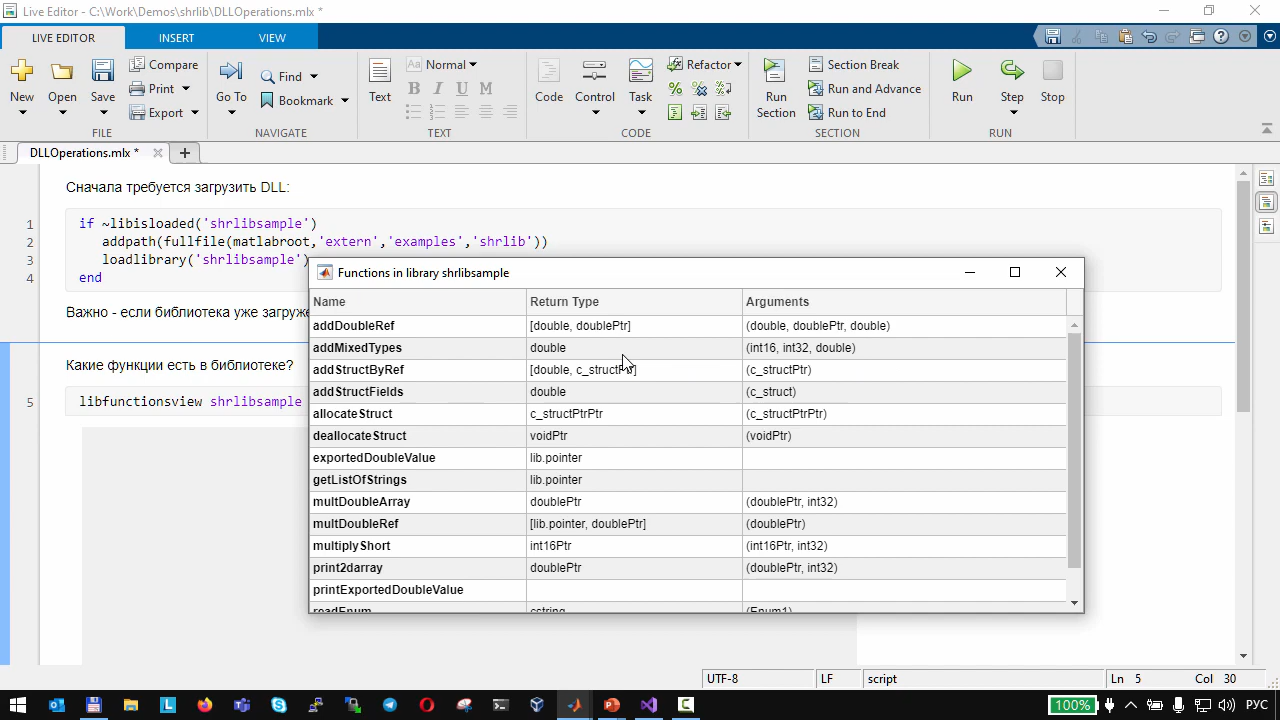 Live Editor - C:\Work\Demos\shrlib\DLLOperations.mlx *
LIVE EDITOR
INSERT
VIEW
New
Open
Save
Compare
Print
Export
FILE
Go To
Find
Bookmark
NAVIGATE
Text
Aa Normal
B I U M
TEXT
Code
Control
Task
Refactor
CODE
Run Section
Section Break
Run and Advance
Run to End
SECTION
Run
Step
Stop
RUN
DLLOperations.mlx *
Сначала требуется загрузить DLL:
1 if ~libisloaded('shrlibsample')
2 addpath(fullfile(matlabroot,'extern','examples','shrlib'))
3 loadlibrary('shrlibsample')
4 end
Важно - если библиотека уже загруже
Какие функции есть в библиотеке?
5 libfunctionsview shrlibsample
Functions in library shrlibsample
Name Return Type Arguments
addDoubleRef [double, doublePtr] (double, doublePtr, double)
addMixedTypes double (int16, int32, double)
addStructByRef [double, c_structPtr] (c_structPtr)
addStructFields double (c_struct)
allocateStruct c_structPtrPtr (c_structPtrPtr)
deallocateStruct voidPtr (voidPtr)
exportedDoubleValue lib.pointer
getListOfStrings lib.pointer
multDoubleArray doublePtr (doublePtr, int32)
multDoubleRef [lib.pointer, doublePtr] (doublePtr)
multiplyShort int16Ptr (int16Ptr, int32)
print2darray doublePtr (doublePtr, int32)
printExportedDoubleValue
readEnum cstring (Enum1)
UTF-8 LF script Ln 5 Col 30
100% РУС